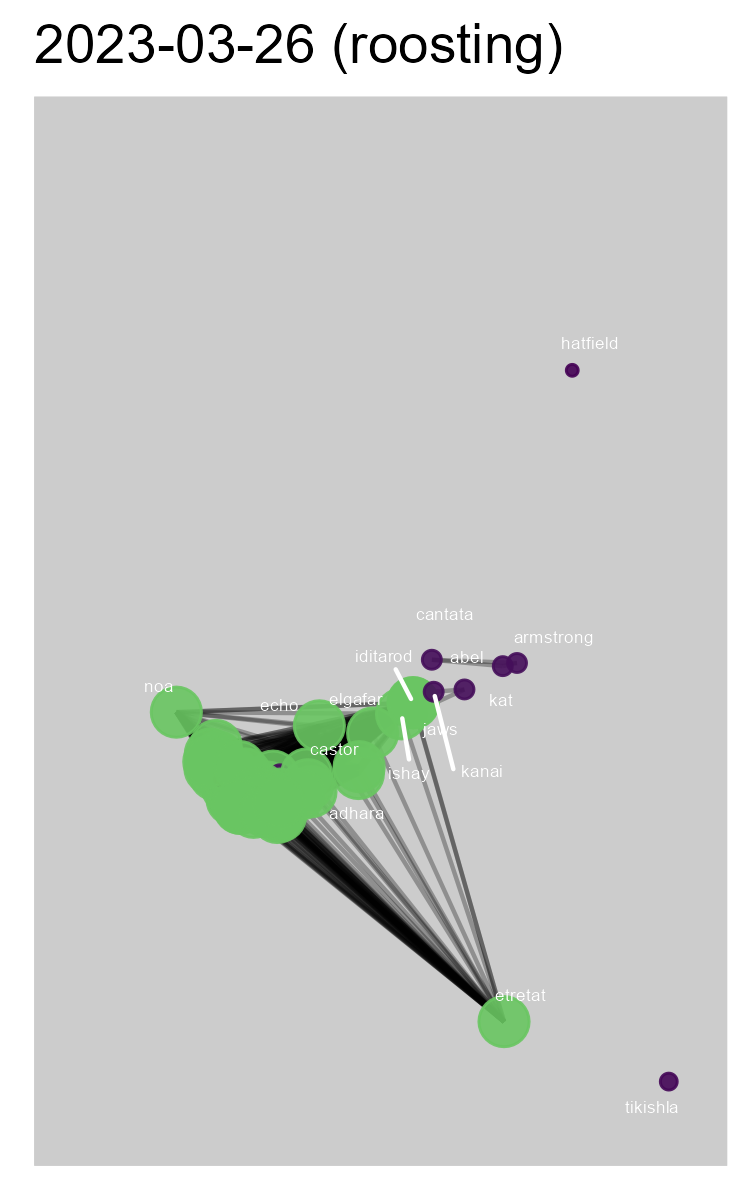 2023-03-26 (roosting)
hatfield
cantata
armstrong
iditarod
abel
noa
elgafar
kat
echo
jaws
castor
ishay
kanai
adhara
etretat
tikishla